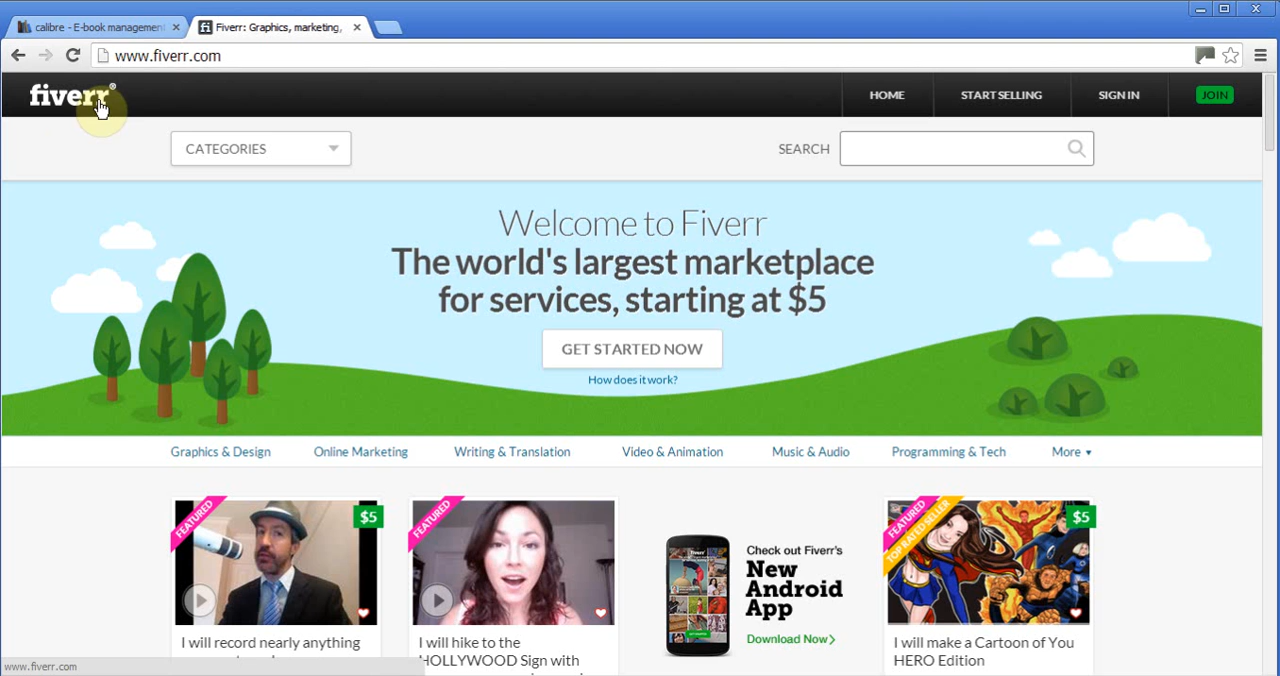 calibre - E-book management
Fiverr: Graphics, marketing,
www.fiverr.com
fiverr®
HOME
START SELLING
SIGN IN
JOIN
CATEGORIES
SEARCH
Welcome to Fiverr
The world's largest marketplace
for services, starting at $5
GET STARTED NOW
How does it work?
Graphics & Design
Online Marketing
Writing & Translation
Video & Animation
Music & Audio
Programming & Tech
More
FEATURED
$5
I will record nearly anything
FEATURED
I will hike to the
HOLLYWOOD Sign with
Check out Fiverr's
New
Android
App
Download Now>
FEATURED
TOP RATED SELLER
$5
I will make a Cartoon of You
HERO Edition
www.fiverr.com